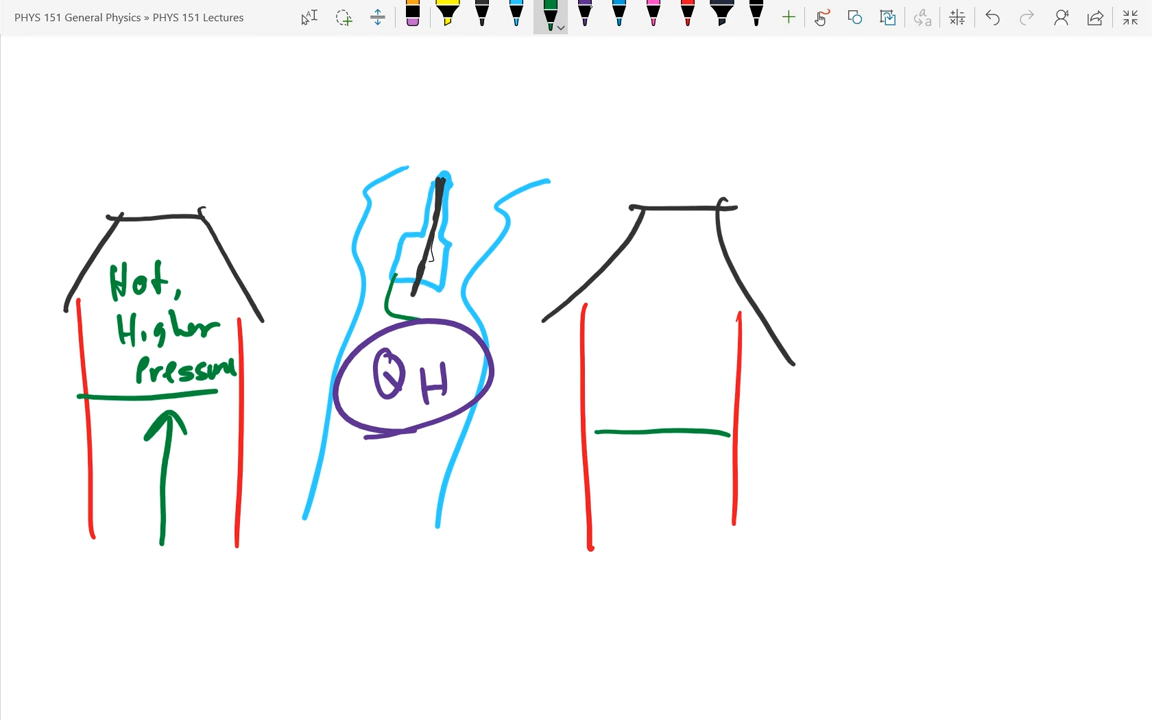 PHYS 151 General Physics » PHYS 151 Lectures
Hot,
Higher
Pressure
QH